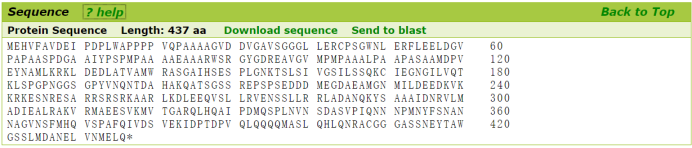 Sequence ? help Back to Top
Protein Sequence Length: 437 aa Download sequence Send to blast
MEHVFAVDEI PDPLWAPPPP VQPAAAAGVD DVGAVSGGGL LERCPSGWNL ERFLEELDGV 60
PAPAASPDGA AIYPSPMPAA AAEAAARWSR GYGDREAVGV MPMPAAALPA APASAAMDPV 120
EYNAMLKRKL DEDLATVAMW RASGAIHSES PLGNKTSLSI VGSILSSQKC IEGNGILVQT 180
KLSPGPNGGS GPYVNQNTDA HAKQATSGSS REPSPSEDDD MEGDAEAMGN MILDEEDKVK 240
KRKESNRESA RRSRSRKAAR LKDLEEQVSL LRVENSSLLR RLADANQKYS AAAIDNRVLM 300
ADIEALRAKV RMAEESVKMV TGARQLHQAI PDMQSPLNVN SDASVPIQNN NPMNYFSNAN 360
NAGVNSFMHQ VSPAFQIVDS VEKIDPTDPV QLQQQQMASL QHLQNRACGG GASSNEYTAW 420
GSSLMDANEL VNMELQ*